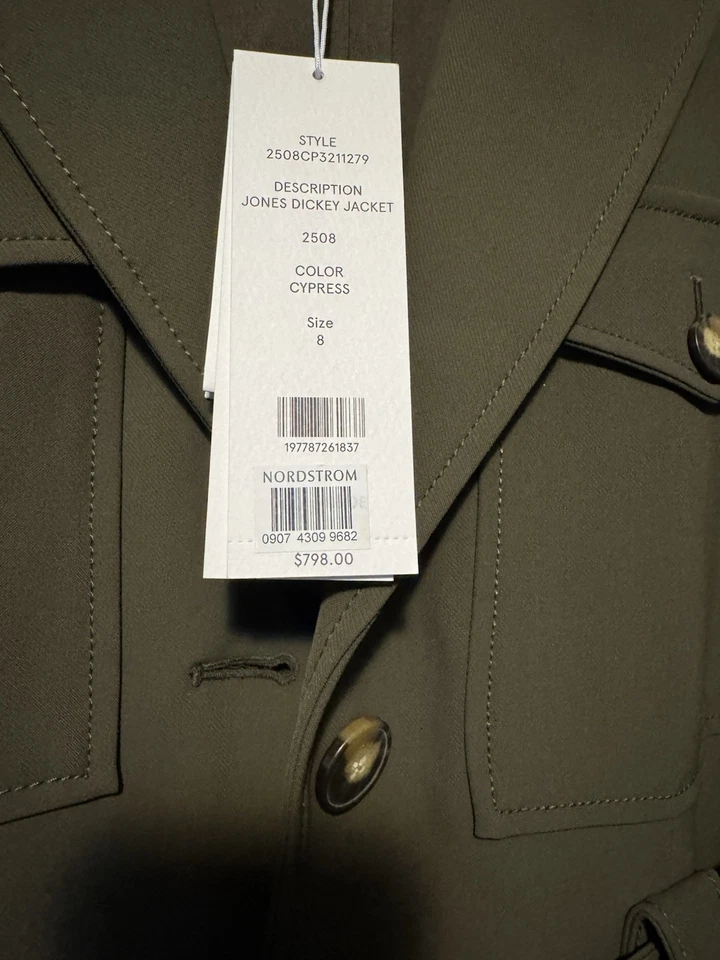 STYLE
2508CP3211279
DESCRIPTION
JONES DICKEY JACKET
2508
COLOR
CYPRESS
Size
8
197787261837
NORDSTROM
0907 4309 9682
$798.00